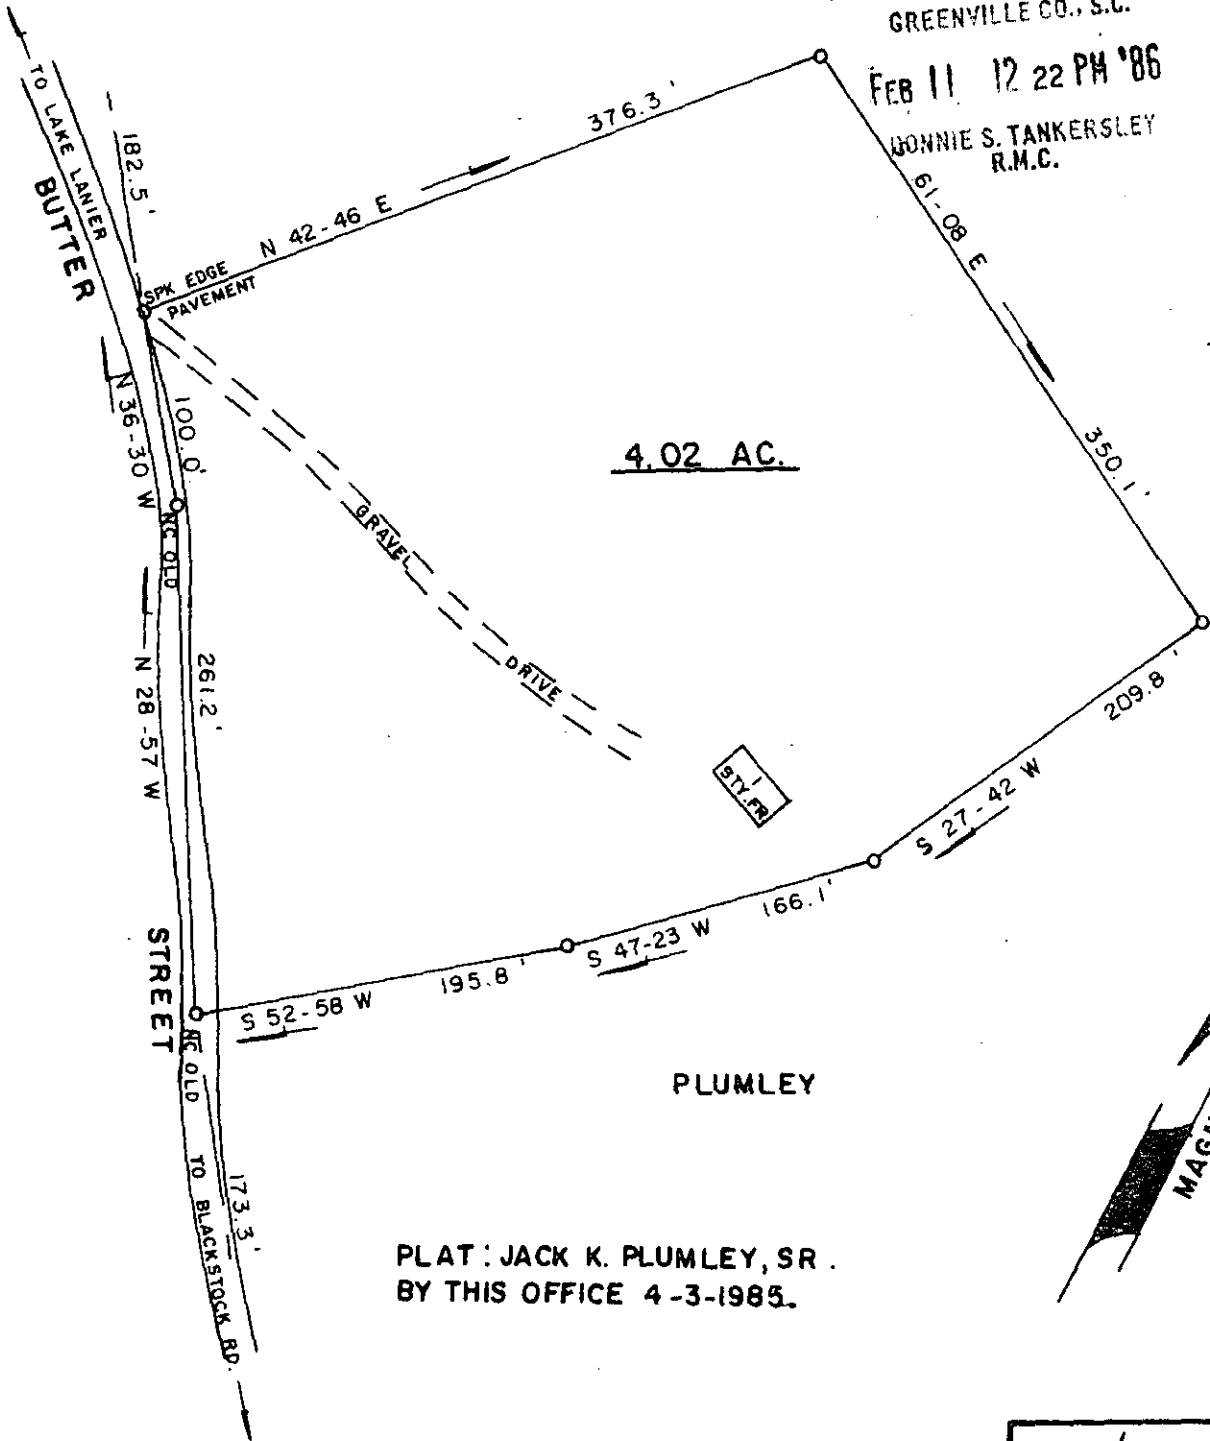 GREENVILLE CO., S.C.
FEB 11 12 22 PM '86
DONNIE S. TANKERSLEY
R.M.C.
TO LAKE LANIER
BUTTER
182.5'
N 42-46 E
376.3'
SPK EDGE
PAVEMENT
61-08 E
350.1'
N 36-30 W
100.0'
NC OLD
4.02 AC.
GRAVEL
DRIVE
1
STY.FR
261.2'
N 28-57 W
209.8'
S 27-42 W
166.1'
S 47-23 W
195.8'
S 52-58 W
STREET
NC OLD
PLUMLEY
TO BLACKSTOCK RD.
173.3'
MAG
PLAT: JACK K. PLUMLEY, SR.
BY THIS OFFICE 4-3-1985.